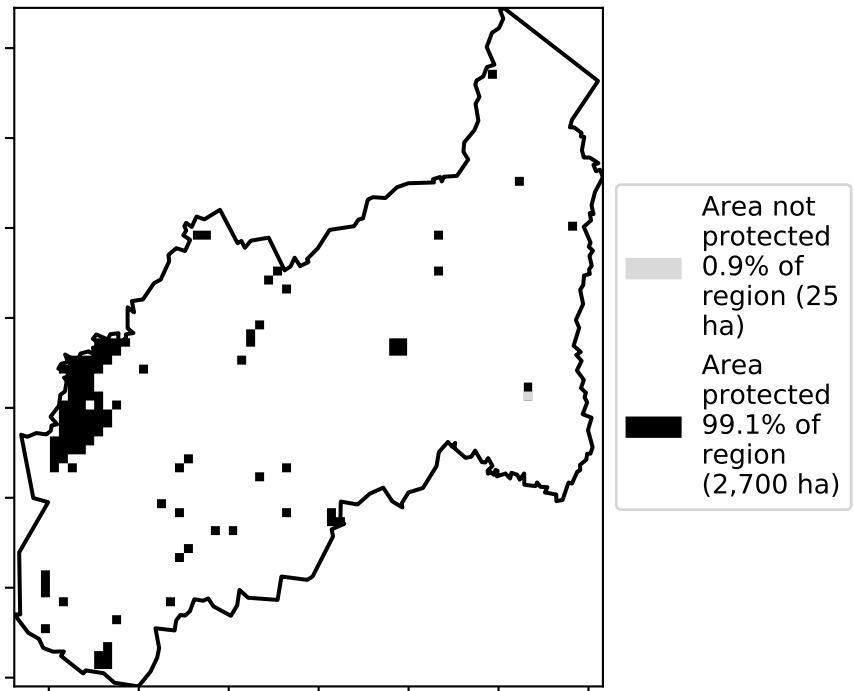 Area not
protected
0.9% of
region (25
ha)
Area
protected
99.1% of
region
(2,700 ha)